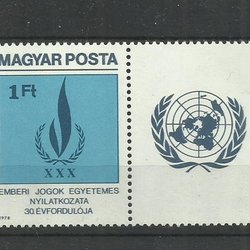 MAGYAR POSTA
1Ft
XXX
EMBERI JOGOK EGYETEMES
NYILATKOZATA
30. ÉVFORDULÓJA
1978